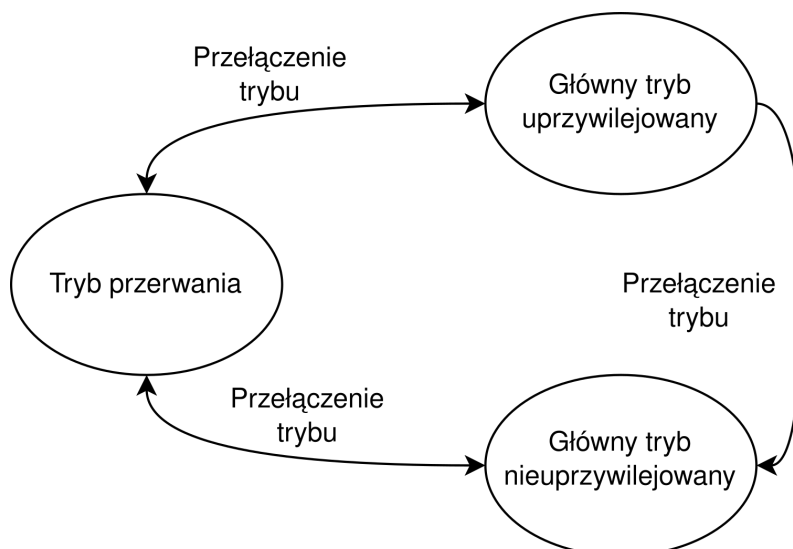 Przełączenie
trybu
Główny tryb
uprzywilejowany
Tryb przerwania
Przełączenie
trybu
Przełączenie
trybu
Główny tryb
nieuprzywilejowany